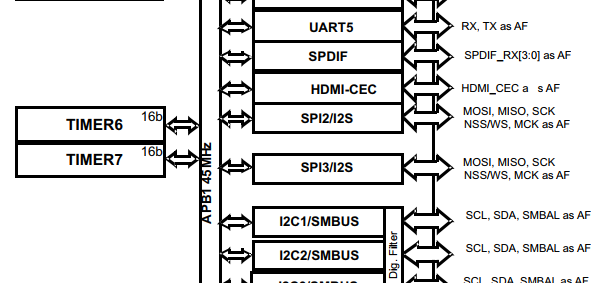 UART5
RX, TX as AF
SPDIF
SPDIF_RX[3:0] as AF
HDMI-CEC
HDMI_CEC a s AF
SPI2/I2S
MOSI, MISO, SCK
NSS/WS, MCK as AF
TIMER6
16b
TIMER7
16b
APB1 45 MHz
SPI3/I2S
MOSI, MISO, SCK
NSS/WS, MCK as AF
I2C1/SMBUS
SCL, SDA, SMBAL as AF
I2C2/SMBUS
SCL, SDA, SMBAL as AF
Dig. Filter
SCL, SDA, SMBAL as AF